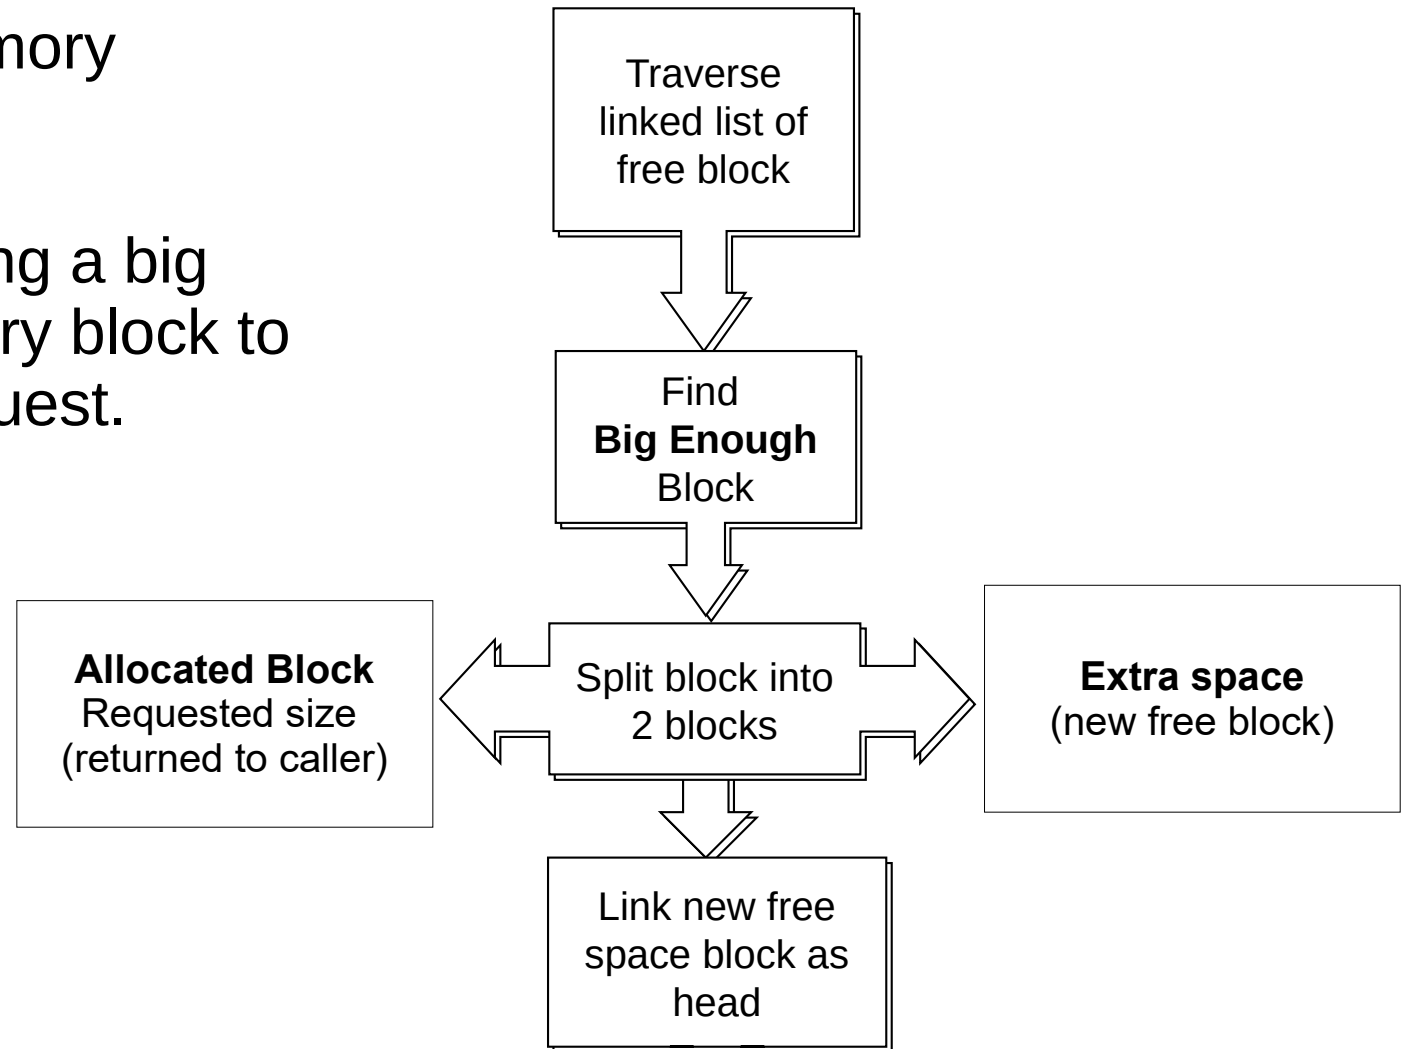 mory
ng a big
ry block to
uest.
Traverse
linked list of
free block
Find
Big Enough
Block
Allocated Block
Requested size
(returned to caller)
Split block into
2 blocks
Extra space
(new free block)
Link new free
space block as
head